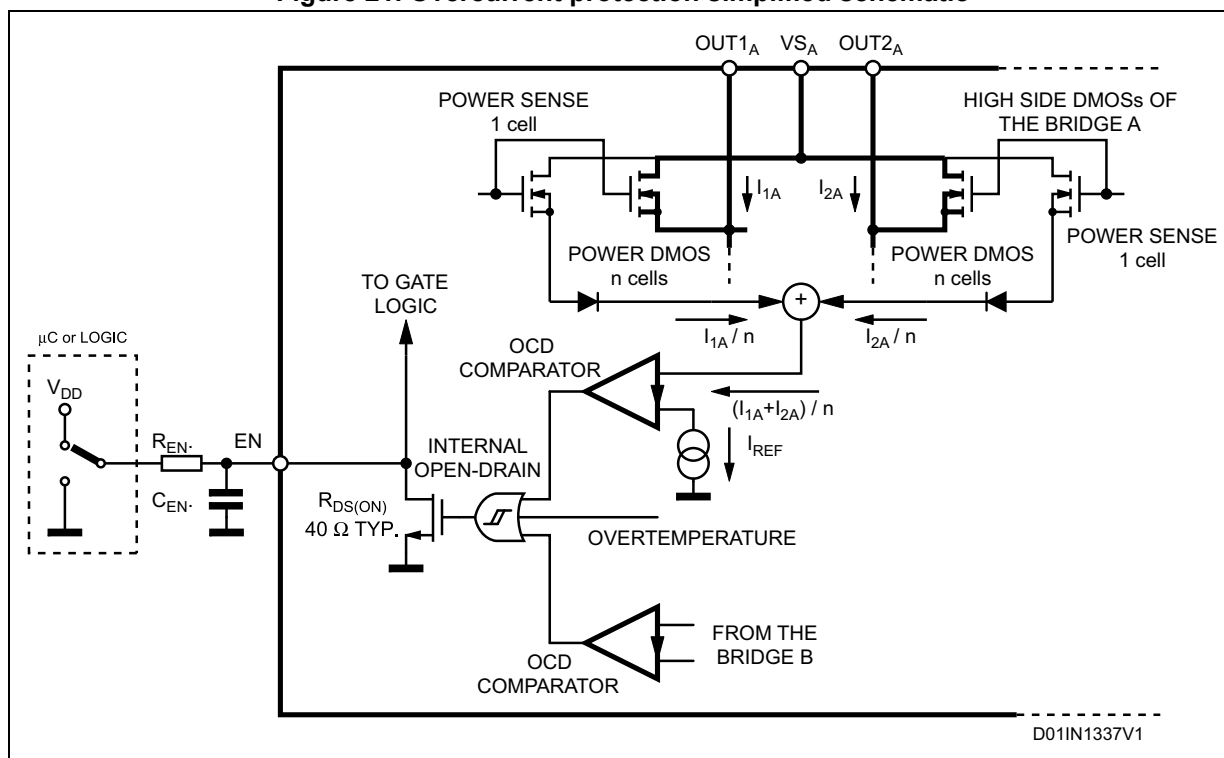 Overcurrent protection simplified schematic
OUT1A VSA OUT2A
POWER SENSE
1 cell
HIGH SIDE DMOSs OF
THE BRIDGE A
I1A I2A
POWER DMOS
n cells
POWER DMOS
n cells
POWER SENSE
1 cell
TO GATE
LOGIC
+
I1A / n I2A / n
µC or LOGIC
OCD
COMPARATOR
VDD
(I1A+I2A) / n
IREF
REN. EN
INTERNAL
OPEN-DRAIN
CEN.
RDS(ON)
40 Ω TYP.
OVERTEMPERATURE
FROM THE
BRIDGE B
OCD
COMPARATOR
D01IN1337V1